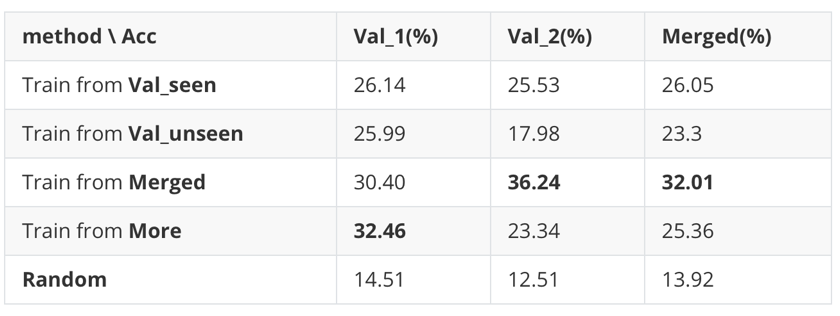 method \ Acc Val_1(%) Val_2(%) Merged(%)
Train from Val_seen 26.14 25.53 26.05
Train from Val_unseen 25.99 17.98 23.3
Train from Merged 30.40 36.24 32.01
Train from More 32.46 23.34 25.36
Random 14.51 12.51 13.92